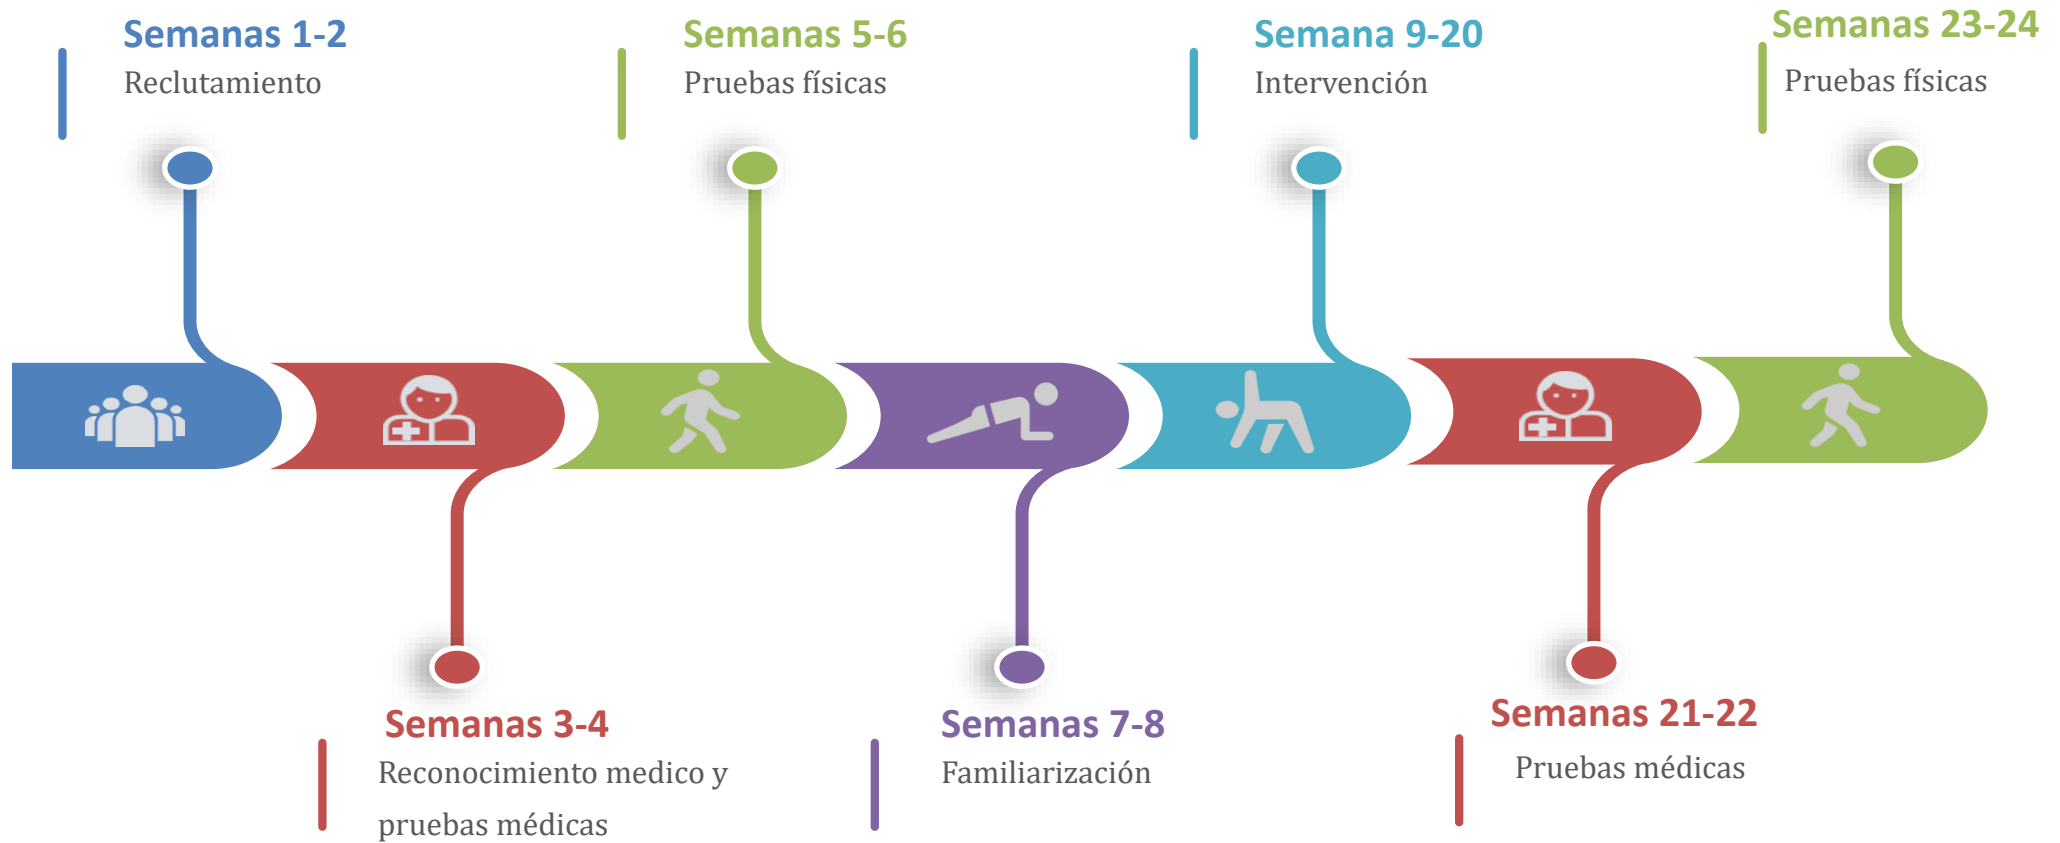 Semanas 1-2
Reclutamiento
Semanas 5-6
Pruebas físicas
Semana 9-20
Intervención
Semanas 23-24
Pruebas físicas
Semanas 3-4
Reconocimiento medico y
pruebas médicas
Semanas 7-8
Familiarización
Semanas 21-22
Pruebas médicas